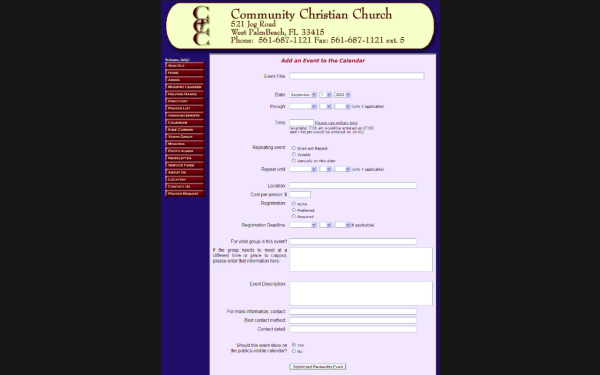 CCC
Community Christian Church
521 Jog Road
West PalmBeach, FL 33415
Phone: 561-687-1121 Fax: 561-687-1121 ext. 5
Welcome, Sally!
Sign Out
Home
Admin
Ministry Leaders
Helping Hands
Directory
Prayer List
Announcements
Calendar
Kids' Corner
Youth Group
Missions
Photo Album
Newsletter
Service Times
About Us
Location
Contact Us
Prayer Request
Add an Event to the Calendar
Event Title:
Date: September 1
through: (only if applicable)
Time: Please use military time
(example: 7:00 am would be entered as 07:00
and 7:00 pm would be entered as 19:00)
Repeating event: Does not Repeat
Weekly
Annually on this date
Repeat until: (only if applicable)
Location:
Cost per person: $
Registration: None
Preferred
Required
Registration Deadline: (if applicable)
For what group is this event?
If the group needs to meet at a
different time or place to carpool,
please enter that information here:
Event Description:
For more information, contact:
Best contact method:
Contact detail:
Should this event show on
the publicly-visible calendar?
Yes
No
Submit and Review this Event